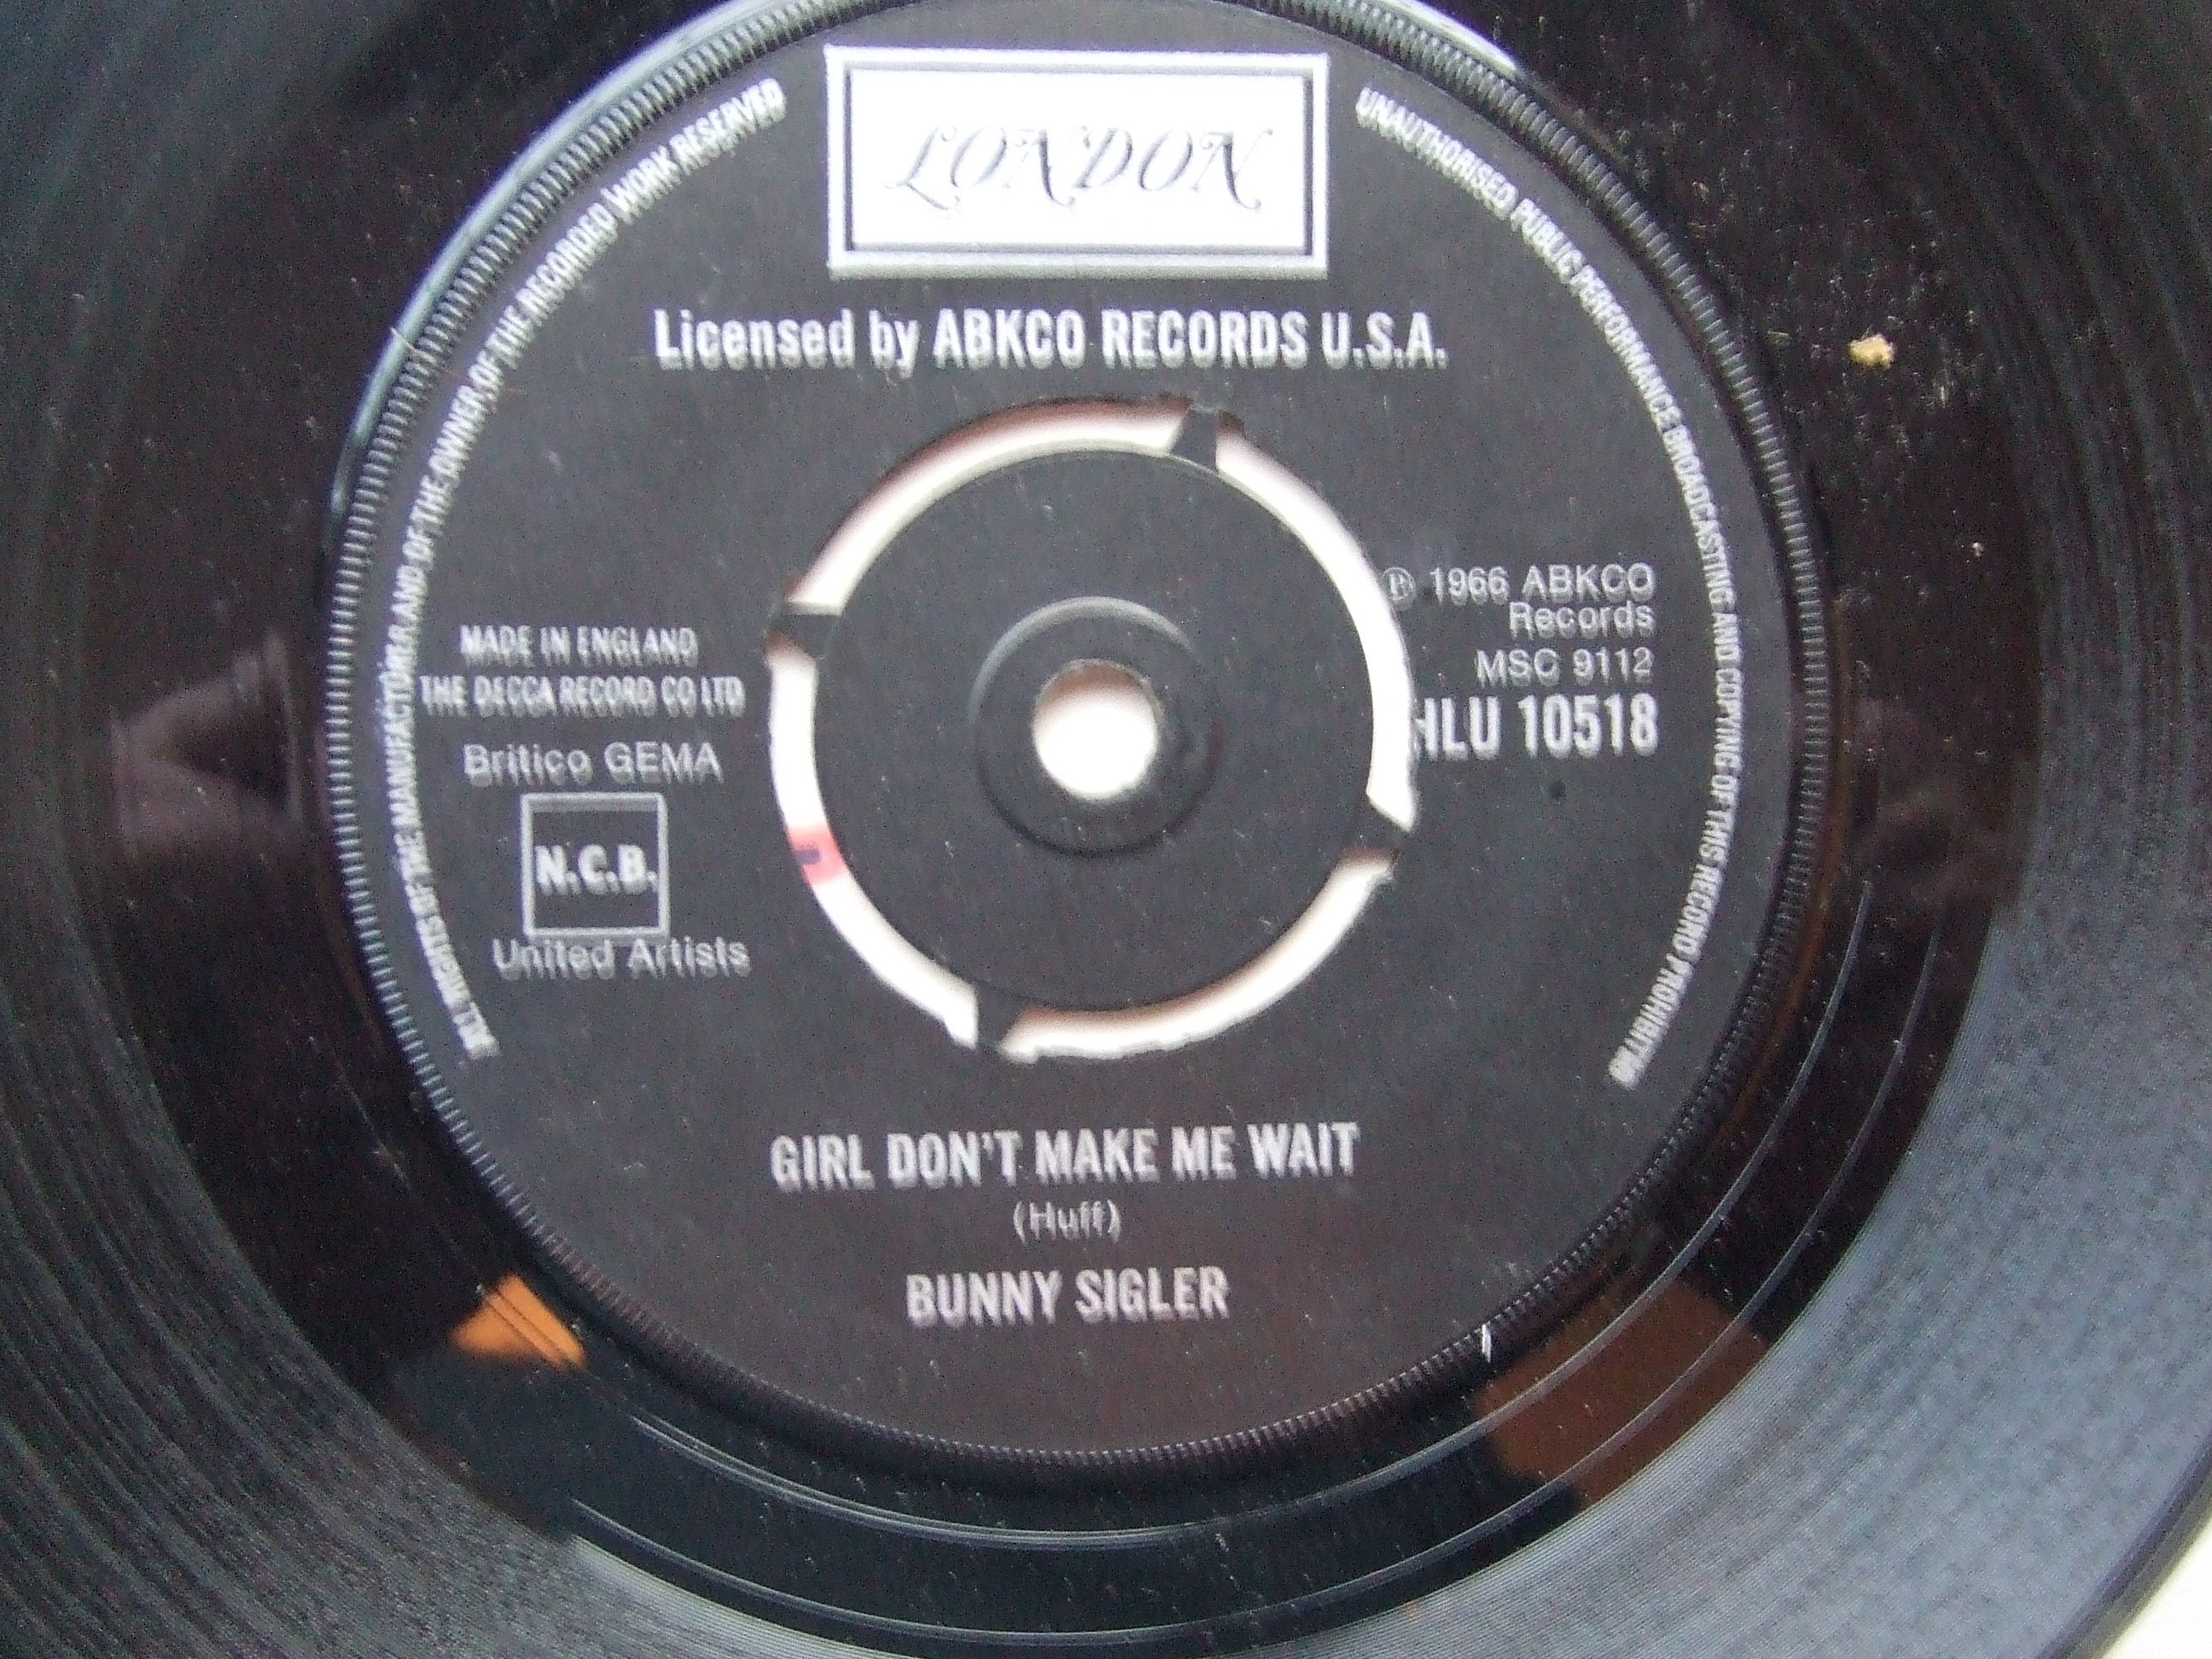 LONDON
ALL RIGHTS OF THE MANUFACTURER AND OF THE OWNER OF THE RECORDED WORK RESERVED
UNAUTHORISED PUBLIC PERFORMANCE BROADCASTING AND COPYING OF THIS RECORD PROHIBITED
Licensed by ABKCO RECORDS U.S.A.
MADE IN ENGLAND
THE DECCA RECORD CO LTD
Britico GEMA
N.C.B.
United Artists
Ⓟ 1966 ABKCO
Records
MSC 9112
HLU 10518
GIRL DON'T MAKE ME WAIT
(Huff)
BUNNY SIGLER